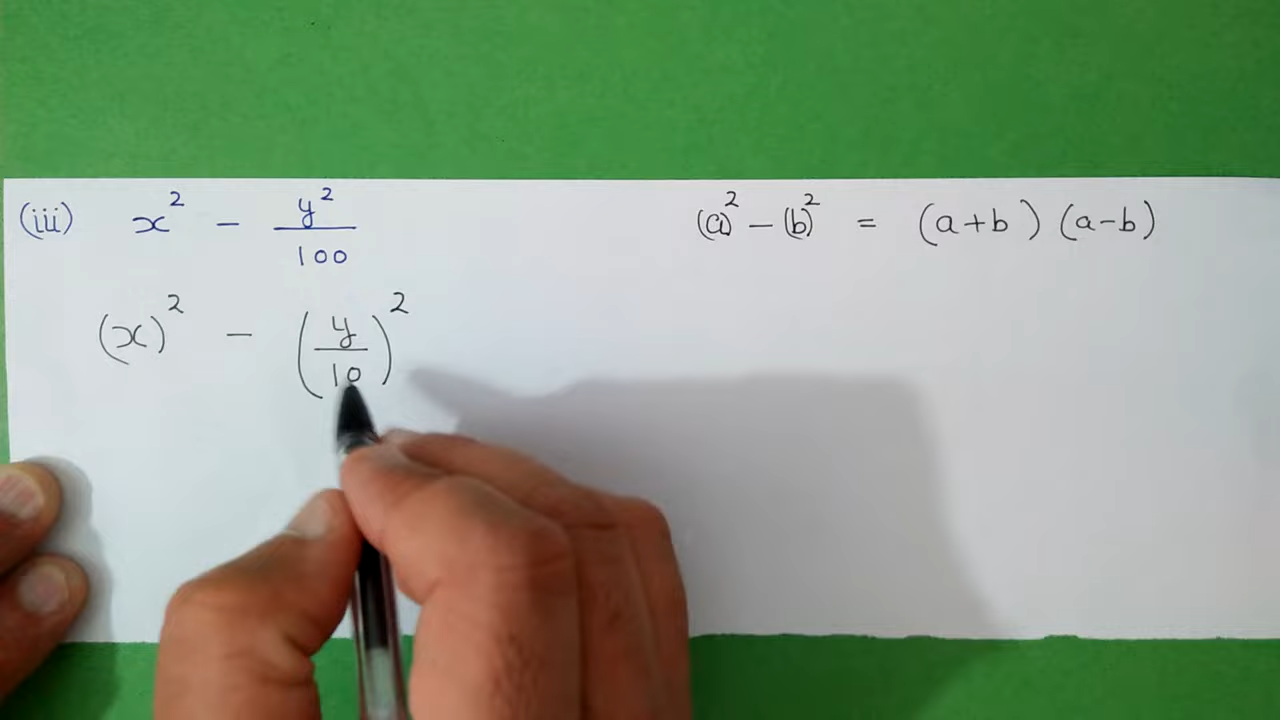 (iii) x² - y²/100
(a)² - (b)² = (a+b) (a-b)
(x)² - (y/10)²